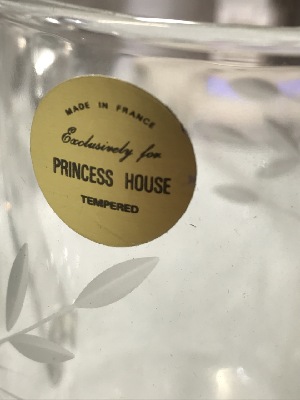 MADE IN FRANCE
Exclusively for
PRINCESS HOUSE
TEMPERED